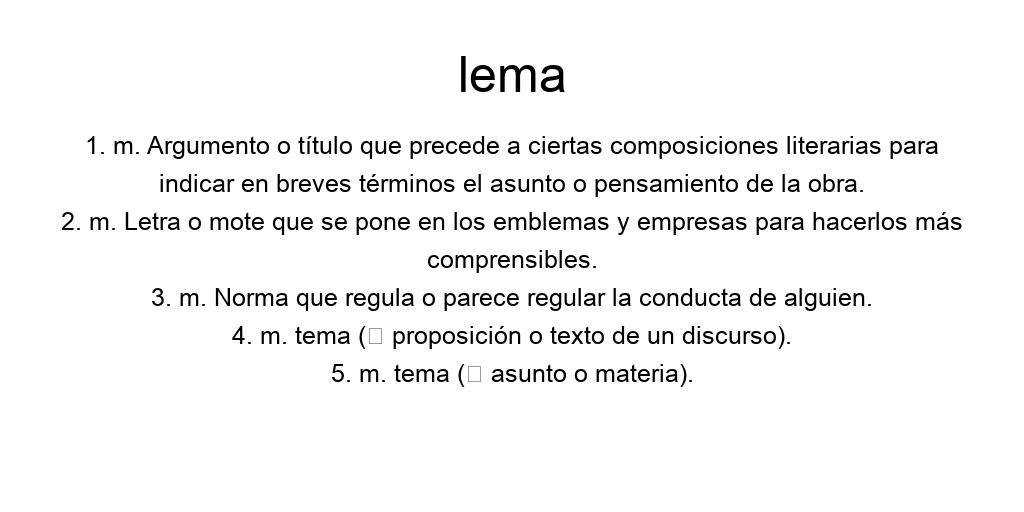 lema
1. m. Argumento o título que precede a ciertas composiciones literarias para
indicar en breves términos el asunto o pensamiento de la obra.
2. m. Letra o mote que se pone en los emblemas y empresas para hacerlos más
comprensibles.
3. m. Norma que regula o parece regular la conducta de alguien.
4. m. tema (▯ proposición o texto de un discurso).
5. m. tema (▯ asunto o materia).